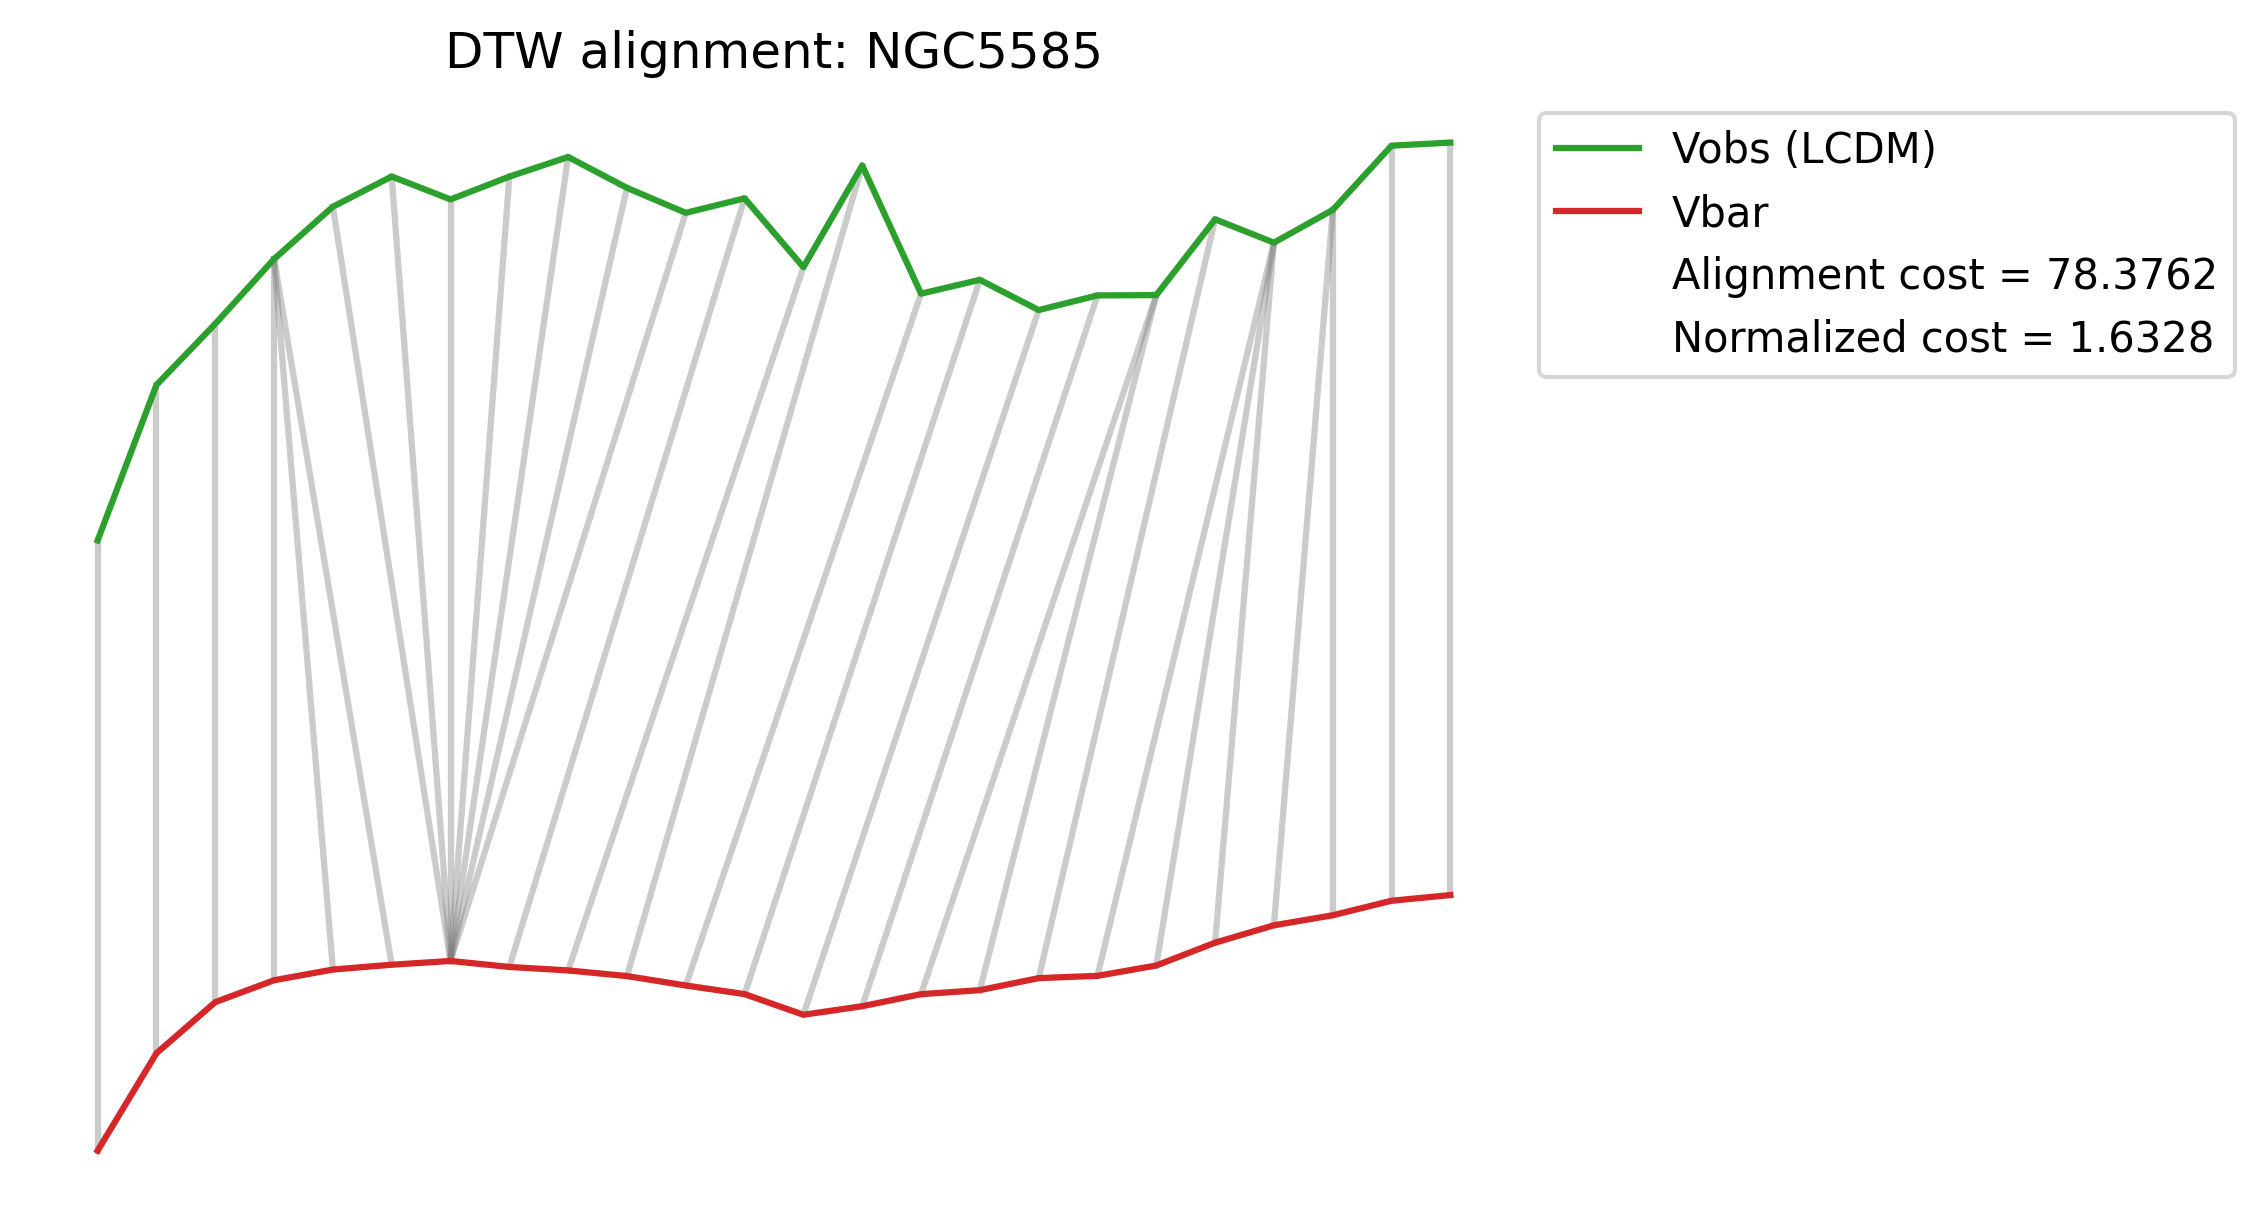 DTW alignment: NGC5585
Vobs (LCDM)
Vbar
Alignment cost = 78.3762
Normalized cost = 1.6328